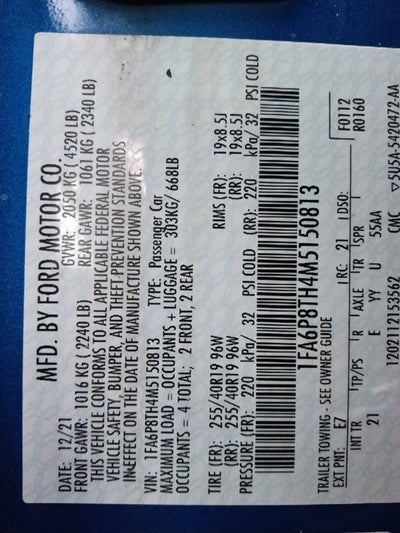 MFD. BY FORD MOTOR CO.
DATE: 12/21 GVWR: 2050 KG ( 4520 LB)
FRONT GAWR: 1016 KG ( 2240 LB) REAR GAWR: 1061 KG ( 2340 LB)
THIS VEHICLE CONFORMS TO ALL APPLICABLE FEDERAL MOTOR
VEHICLE SAFETY, BUMPER, AND THEFT PREVENTION STANDARDS
IN EFFECT ON THE DATE OF MANUFACTURE SHOWN ABOVE.
VIN: 1FA6P8TH4M5150813 TYPE: Passenger Car
MAXIMUM LOAD = OCCUPANTS + LUGGAGE = 303KG/ 668LB
OCCUPANTS = 4 TOTAL; 2 FRONT, 2 REAR
TIRE (FR): 255/40R19 96W RIMS (FR): 19x8.5J
(RR): 255/40R19 96W (RR): 19x8.5J
PRESSURE (FR): 220 kPa/ 32 PSI COLD (RR): 220 kPa/ 32 PSI COLD
1FA6P8TH4M5150813
TRAILER TOWING - SEE OWNER GUIDE
F0112
R0160
EXT PNT: E7 RC: 21 DSO:
INT TR TP/PS R AXLE TR SPR
21 E YY U 55AA
1202112153562 CMC 5U5A-5420472-AA